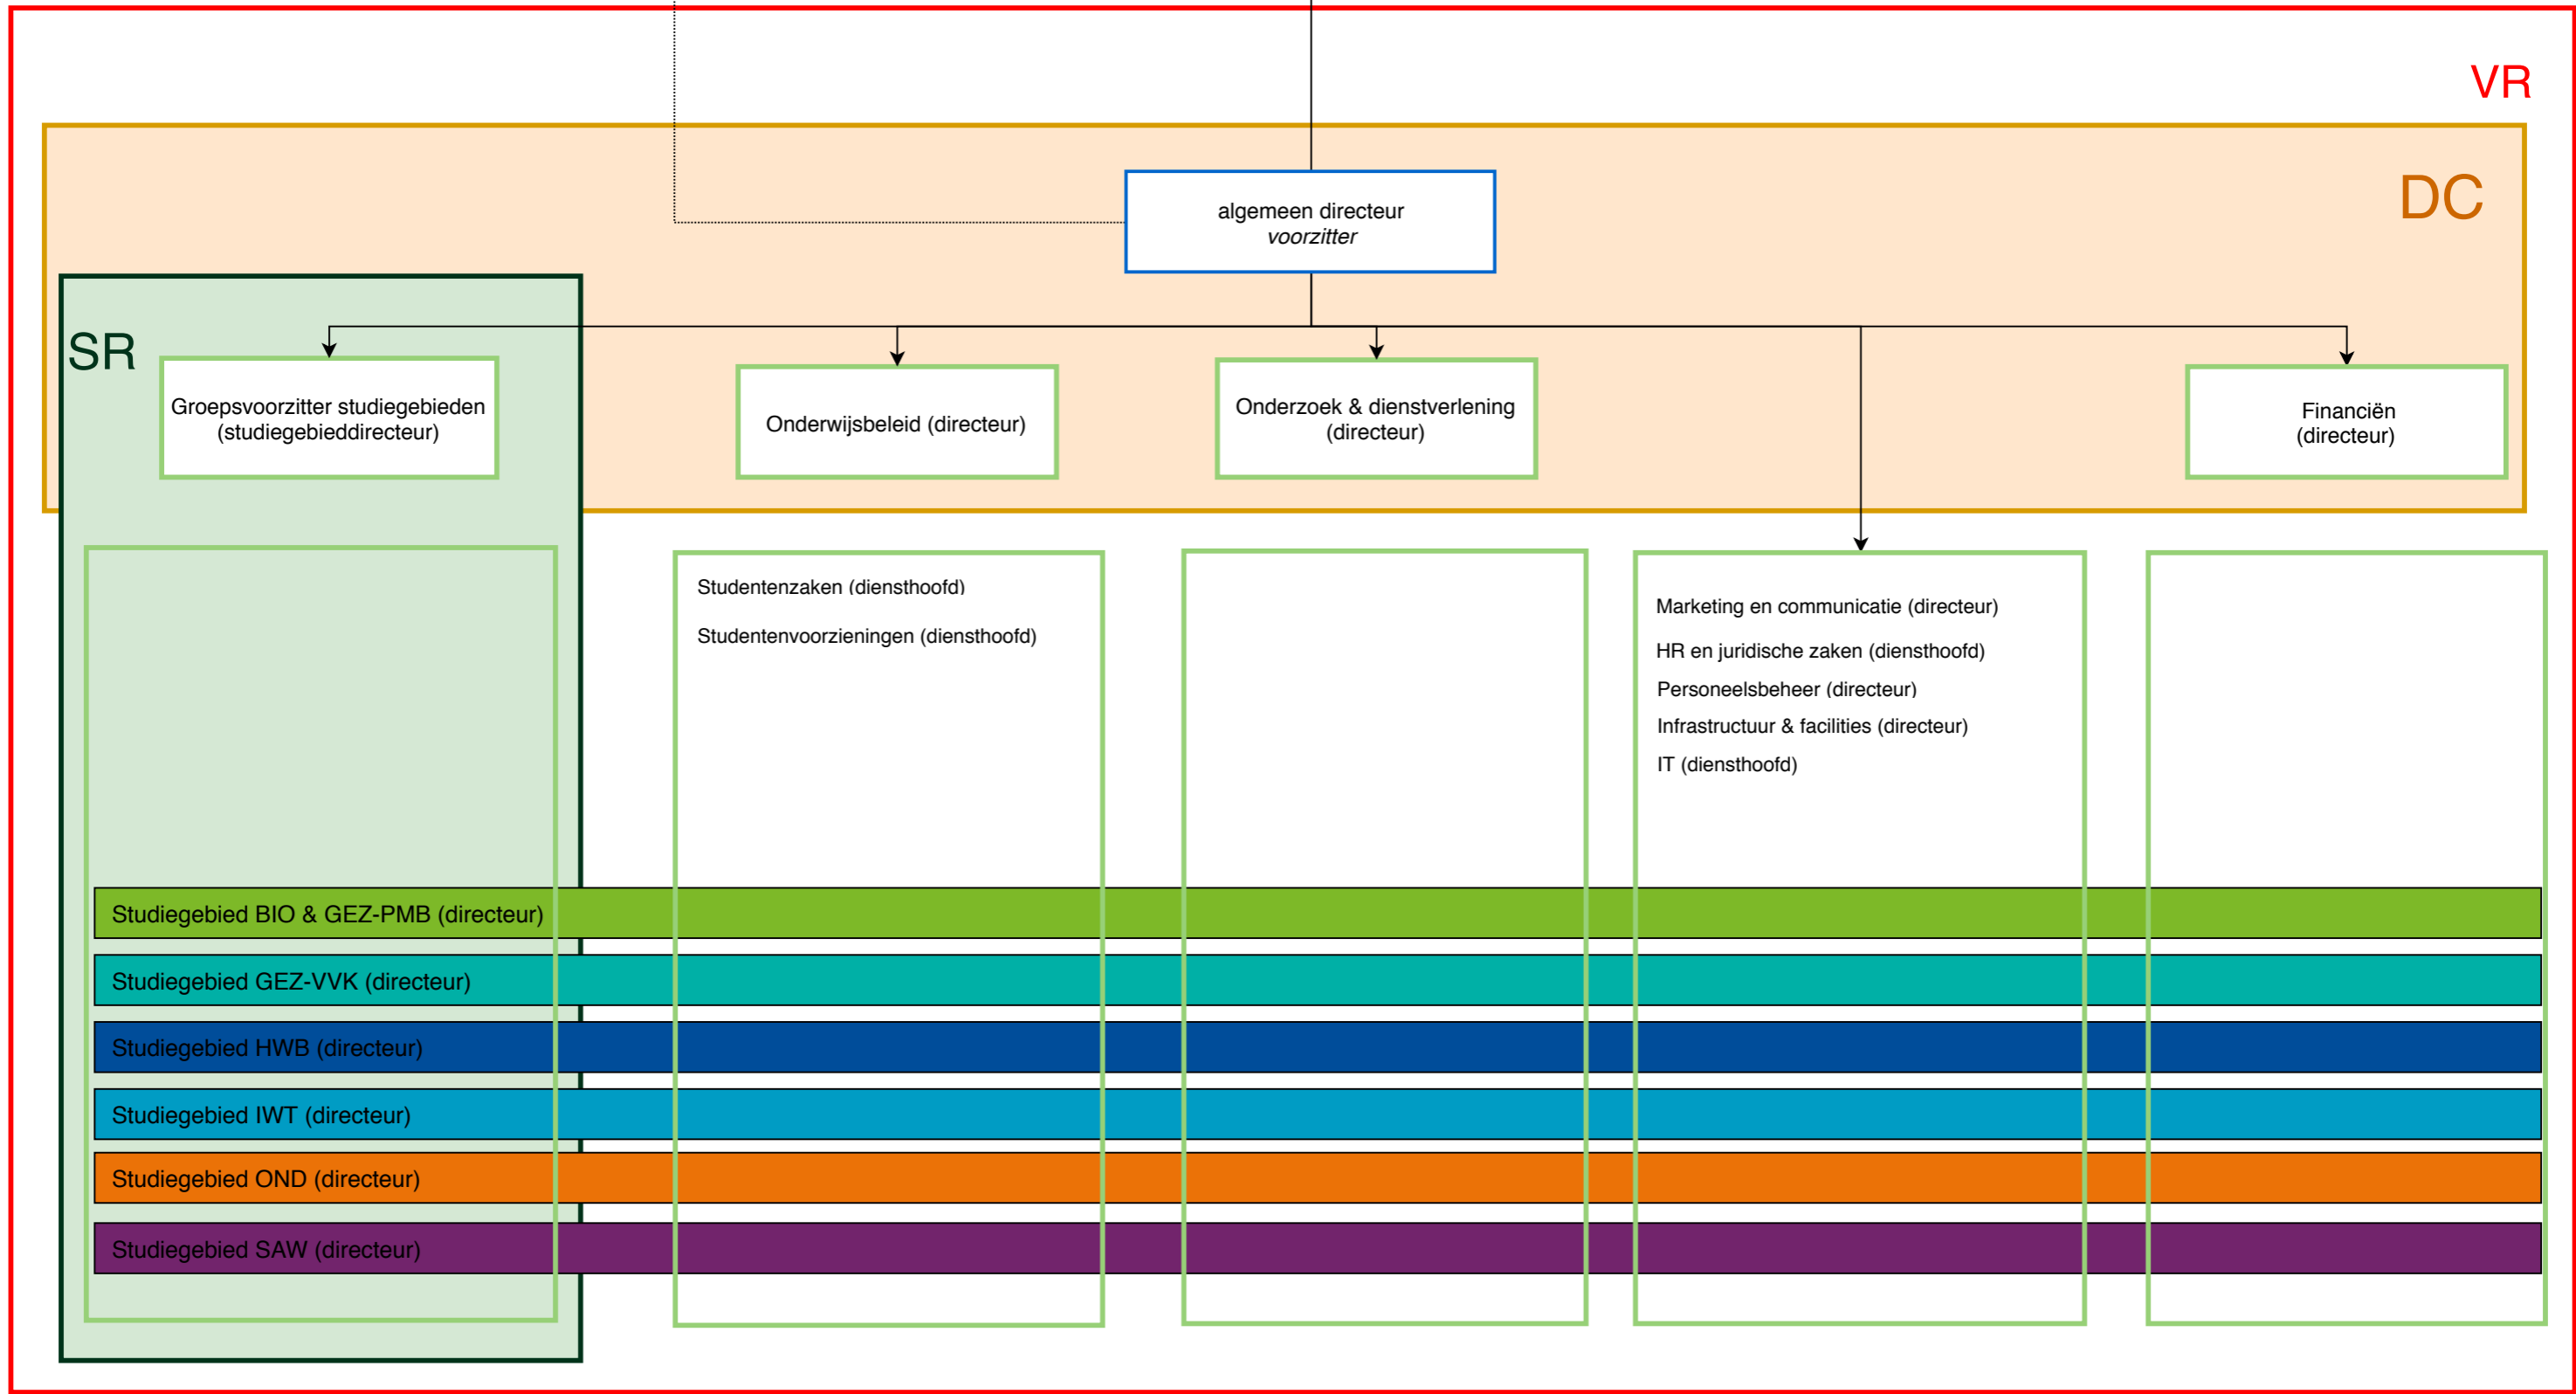 VR
DC
algemeen directeur
voorzitter
SR
Groepsvoorzitter studiegebieden
(studiegebieddirecteur)
Onderwijsbeleid (directeur)
Onderzoek & dienstverlening
(directeur)
Financiën
(directeur)
Studentenzaken (diensthoofd)
Studentenvoorzieningen (diensthoofd)
Marketing en communicatie (directeur)
HR en juridische zaken (diensthoofd)
Personeelsbeheer (directeur)
Infrastructuur & facilities (directeur)
IT (diensthoofd)
Studiegebied BIO & GEZ-PMB (directeur)
Studiegebied GEZ-VVK (directeur)
Studiegebied HWB (directeur)
Studiegebied IWT (directeur)
Studiegebied OND (directeur)
Studiegebied SAW (directeur)